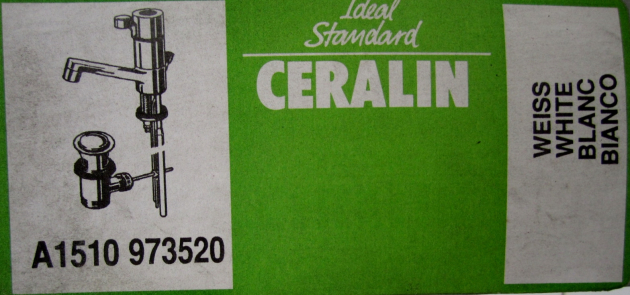 Ideal
Standard
CERALIN
A1510 973520
WEISS
WHITE
BLANC
BIANCO